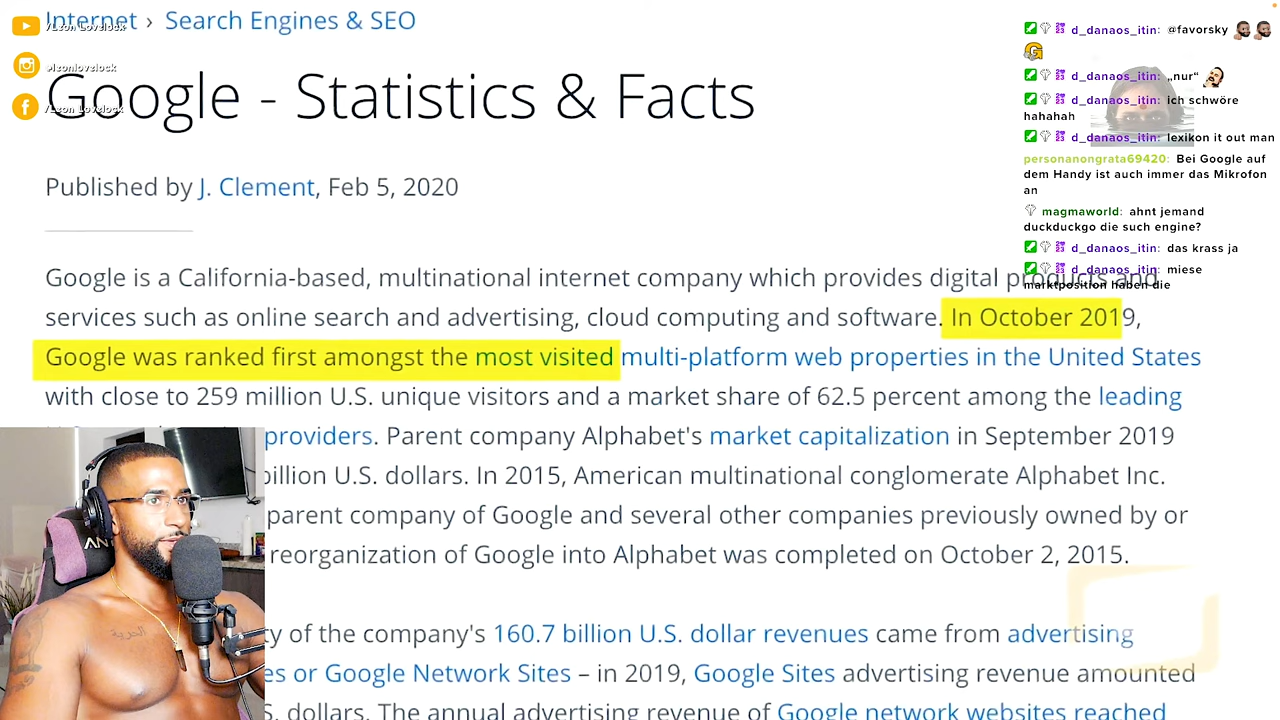 Internet › Search Engines & SEO
/Leon Lovelock
Google - Statistics & Facts
@leonlovelock
/Leon Lovelock
Published by J. Clement, Feb 5, 2020
Google is a California-based, multinational internet company which provides digital products and
services such as online search and advertising, cloud computing and software. In October 2019,
Google was ranked first amongst the most visited multi-platform web properties in the United States
with close to 259 million U.S. unique visitors and a market share of 62.5 percent among the leading
providers. Parent company Alphabet's market capitalization in September 2019
billion U.S. dollars. In 2015, American multinational conglomerate Alphabet Inc.
parent company of Google and several other companies previously owned by or
reorganization of Google into Alphabet was completed on October 2, 2015.
of the company's 160.7 billion U.S. dollar revenues came from advertising
or Google Network Sites – in 2019, Google Sites advertising revenue amounted
dollars. The annual advertising revenue of Google network websites reached
d_danaos_itin: @favorsky
d_danaos_itin: „nur“
d_danaos_itin: ich schwöre
hahahah
d_danaos_itin: lexikon it out man
personanongrata69420: Bei Google auf
dem Handy ist auch immer das Mikrofon
an
magmaworld: ahnt jemand
duckduckgo die such engine?
d_danaos_itin: das krass ja
d_danaos_itin: miese
marktposition haben die